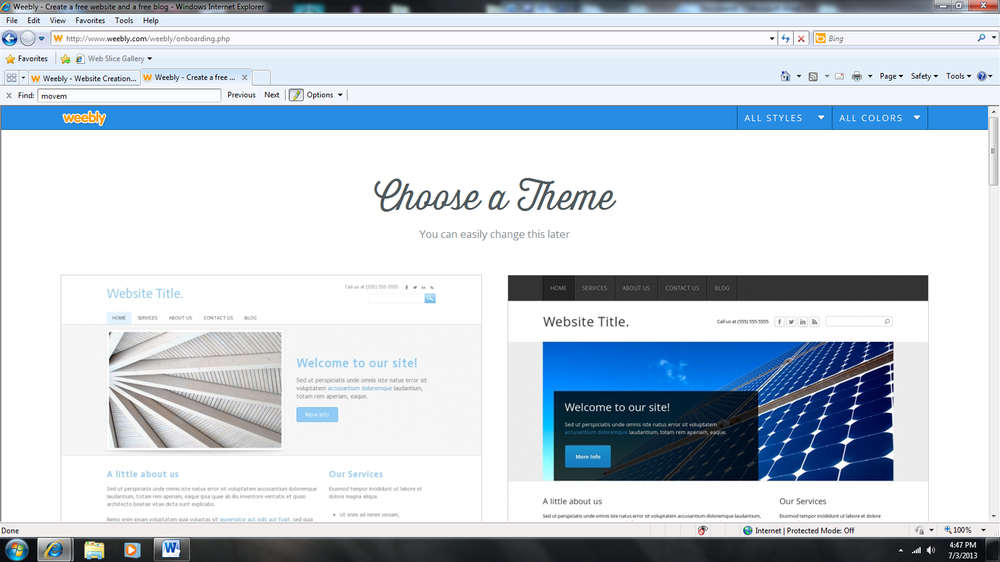 Weebly - Create a free website and a free blog - Windows Internet Explorer
File Edit View Favorites Tools Help
http://www.weebly.com/weebly/onboarding.php
Bing
Favorites Web Slice Gallery
Weebly - Website Creation...
Weebly - Create a free ...
Page Safety Tools
Find: movem Previous Next Options
weebly
ALL STYLES ALL COLORS
Choose a Theme
You can easily change this later
Website Title.
Call us at (555) 555-5555
HOME SERVICES ABOUT US CONTACT US BLOG
Welcome to our site!
Sed ut perspiciatis unde omnis iste natus error sit
voluptatem accusantium doloremque laudantium,
totam rem aperiam, eaque.
More Info
A little about us
Sed ut perspiciatis unde omnis iste natus error sit voluptatem accusantium doloremque
laudantium, totam rem aperiam, eaque ipsa quae ab illo inventore veritatis et quasi
architecto beatae vitae dicta sunt explicabo.
Nemo enim ipsam voluptatem quia voluptas sit aspernatur aut odit aut fugit, sed quia
Our Services
Eiusmod tempor incididunt ut labore et
dolore magna aliqua.
• Ut enim ad minim veniam,
HOME SERVICES ABOUT US CONTACT US BLOG
Website Title.
Call us at (555) 555-5555
Welcome to our site!
Sed ut perspiciatis unde omnis iste natus error sit voluptatem
accusantium doloremque laudantium, totam rem aperiam, eaque.
More Info
A little about us
Sed ut perspiciatis unde omnis iste natus error sit voluptatem accusantium doloremque laudantium,
Our Services
Eiusmod tempor incididunt ut labore et dolore
Done
Internet | Protected Mode: Off
100%
4:47 PM
7/3/2013